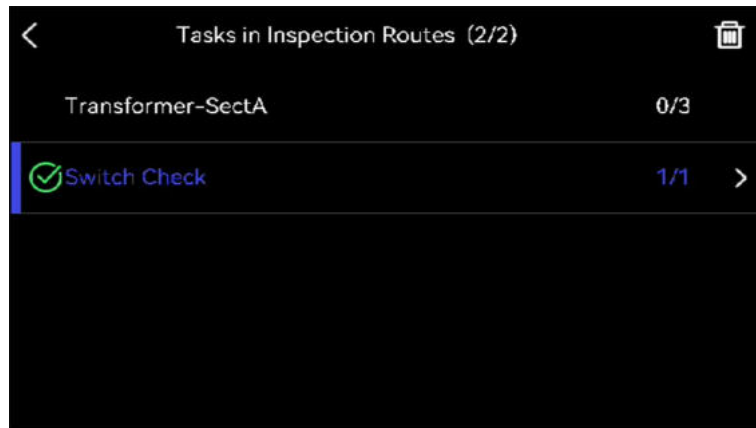 Tasks in Inspection Routes (2/2)
Transformer-SectA 0/3
Switch Check 1/1